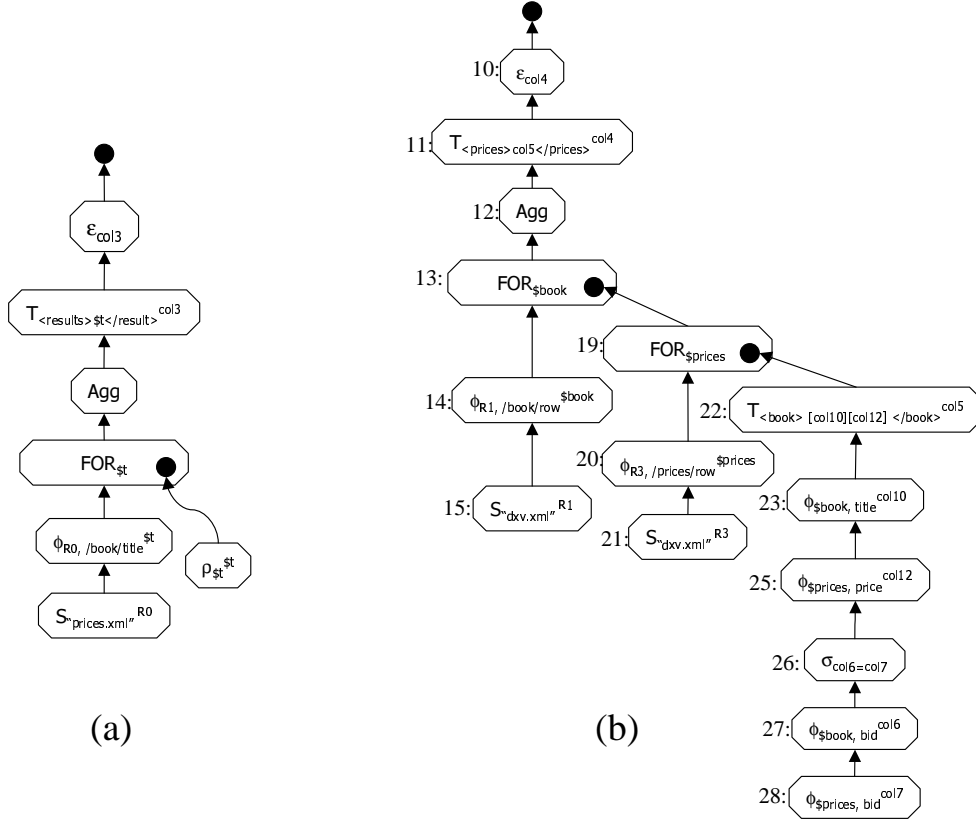 εcol3
T<results>$t</result>col3
Agg
FOR$t
ϕR0, /book/title$t
ρ$t$t
S“prices.xml”R0
(a)
10: εcol4
11: T<prices>col5</prices>col4
12: Agg
13: FOR$book
19: FOR$prices
14: ϕR1, /book/row$book
22: T<book> [col10][col12] </book>col5
20: ϕR3, /prices/row$prices
15: S“dxv.xml”R1
23: ϕ$book, titlecol10
21: S“dxv.xml”R3
25: ϕ$prices, pricecol12
26: σcol6=col7
27: ϕ$book, bidcol6
28: ϕ$prices, bidcol7
(b)